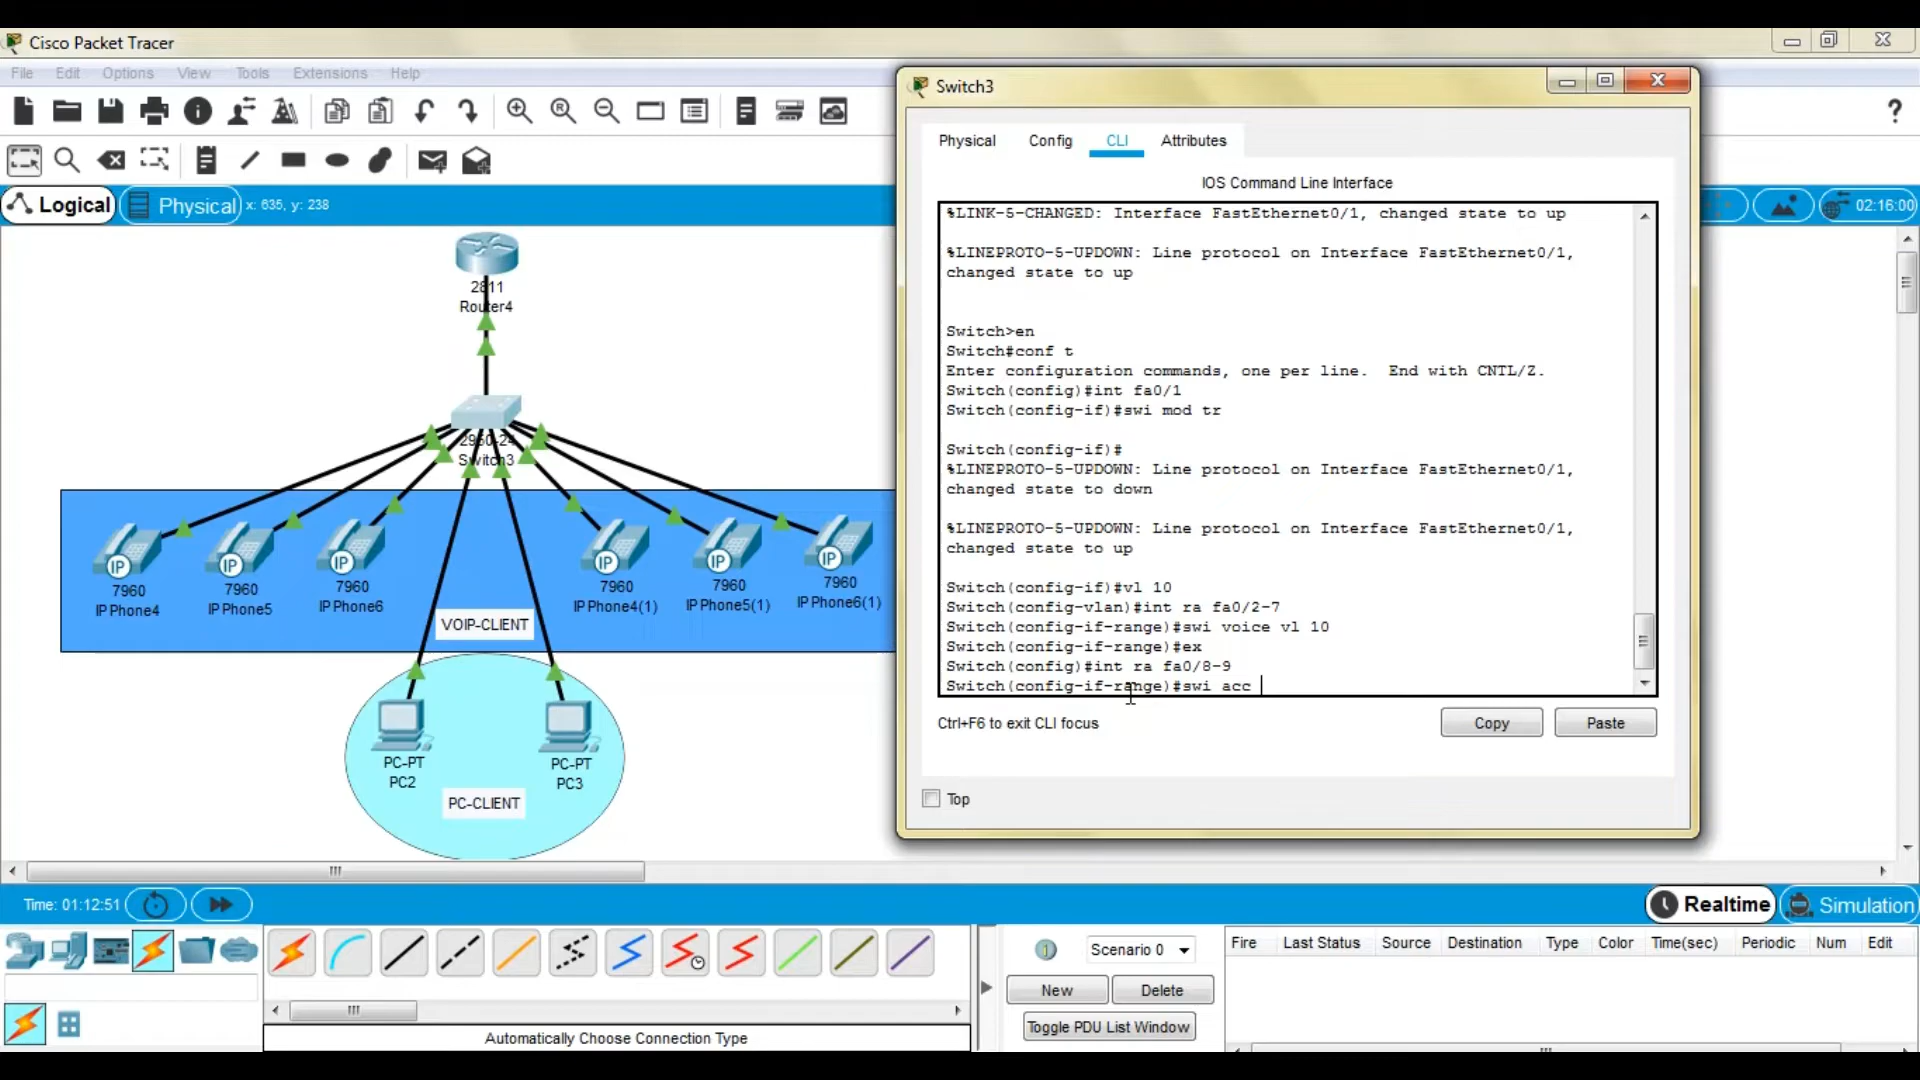 Cisco Packet Tracer
File Edit Options View Tools Extensions Help
Logical
Physical
x: 635, y: 238
02:16:00
2811
Router4
2960-24
Switch3
7960
IP Phone4
7960
IP Phone5
7960
IP Phone6
7960
IP Phone4(1)
7960
IP Phone5(1)
7960
IP Phone6(1)
VOIP-CLIENT
PC-PT
PC2
PC-PT
PC3
PC-CLIENT
Switch3
Physical Config CLI Attributes
IOS Command Line Interface
%LINK-5-CHANGED: Interface FastEthernet0/1, changed state to up
%LINEPROTO-5-UPDOWN: Line protocol on Interface FastEthernet0/1,
changed state to up
Switch>en
Switch#conf t
Enter configuration commands, one per line.  End with CNTL/Z.
Switch(config)#int fa0/1
Switch(config-if)#swi mod tr
Switch(config-if)#
%LINEPROTO-5-UPDOWN: Line protocol on Interface FastEthernet0/1,
changed state to down
%LINEPROTO-5-UPDOWN: Line protocol on Interface FastEthernet0/1,
changed state to up
Switch(config-if)#vl 10
Switch(config-vlan)#int ra fa0/2-7
Switch(config-if-range)#swi voice vl 10
Switch(config-if-range)#ex
Switch(config)#int ra fa0/8-9
Switch(config-if-range)#swi acc
Ctrl+F6 to exit CLI focus
Copy
Paste
Top
Time: 01:12:51
Realtime
Simulation
Scenario 0
New
Delete
Toggle PDU List Window
Fire Last Status Source Destination Type Color Time(sec) Periodic Num Edit
Automatically Choose Connection Type